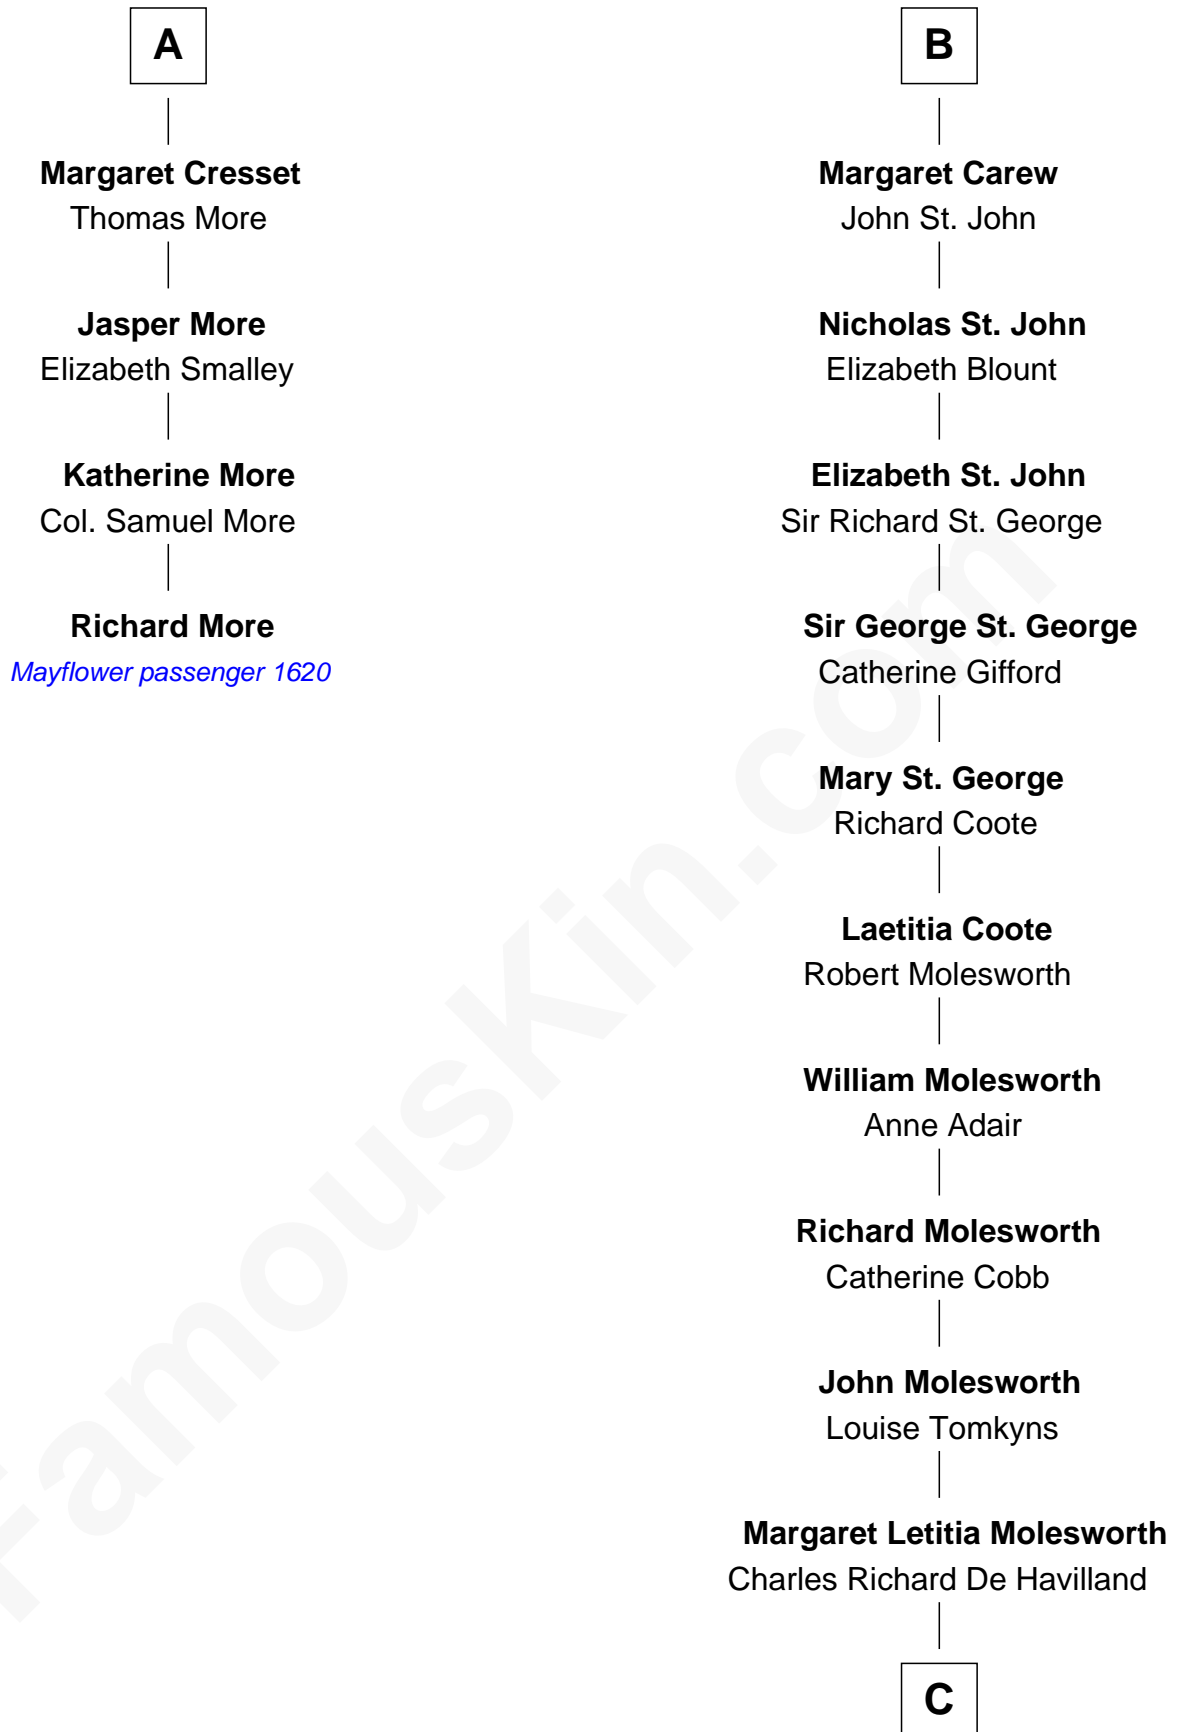 A
Margaret Cresset
Thomas More
Jasper More
Elizabeth Smalley
Katherine More
Col. Samuel More
Richard More
Mayflower passenger 1620
B
Margaret Carew
John St. John
Nicholas St. John
Elizabeth Blount
Elizabeth St. John
Sir Richard St. George
Sir George St. George
Catherine Gifford
Mary St. George
Richard Coote
Laetitia Coote
Robert Molesworth
William Molesworth
Anne Adair
Richard Molesworth
Catherine Cobb
John Molesworth
Louise Tomkyns
Margaret Letitia Molesworth
Charles Richard De Havilland
C
FamousKin.com